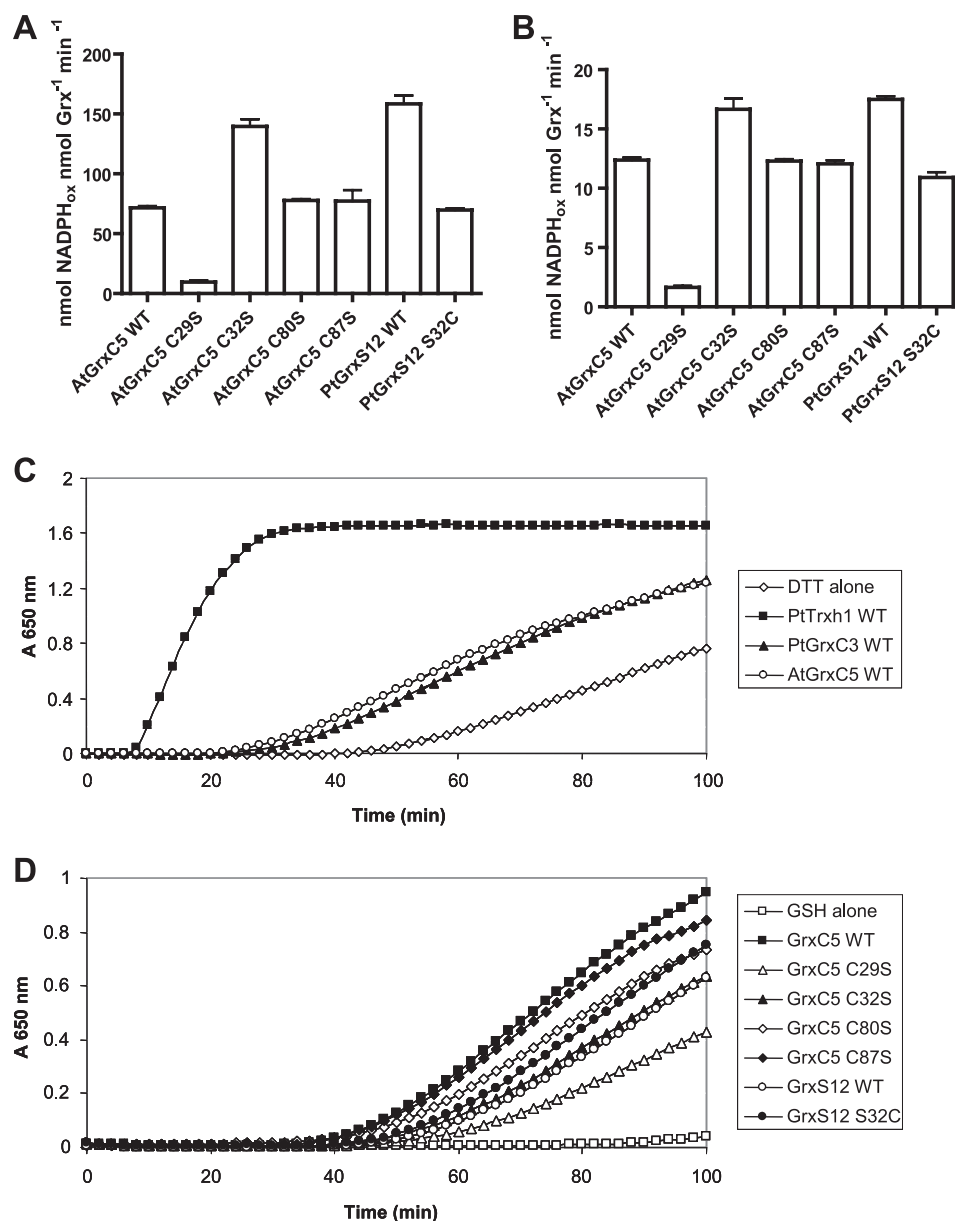 A
nmol NADPHox nmol Grx-1 min -1
200
150
100
50
0
AtGrxC5 WT
AtGrxC5 C29S
AtGrxC5 C32S
AtGrxC5 C80S
AtGrxC5 C87S
PtGrxS12 WT
PtGrxS12 S32C
B
nmol NADPHox nmol Grx-1 min -1
20
15
10
5
0
AtGrxC5 WT
AtGrxC5 C29S
AtGrxC5 C32S
AtGrxC5 C80S
AtGrxC5 C87S
PtGrxS12 WT
PtGrxS12 S32C
C
A 650 nm
2
1.6
1.2
0.8
0.4
0
0 20 40 60 80 100
Time (min)
DTT alone
PtTrxh1 WT
PtGrxC3 WT
AtGrxC5 WT
D
A 650 nm
1
0.8
0.6
0.4
0.2
0
0 20 40 60 80 100
Time (min)
GSH alone
GrxC5 WT
GrxC5 C29S
GrxC5 C32S
GrxC5 C80S
GrxC5 C87S
GrxS12 WT
GrxS12 S32C